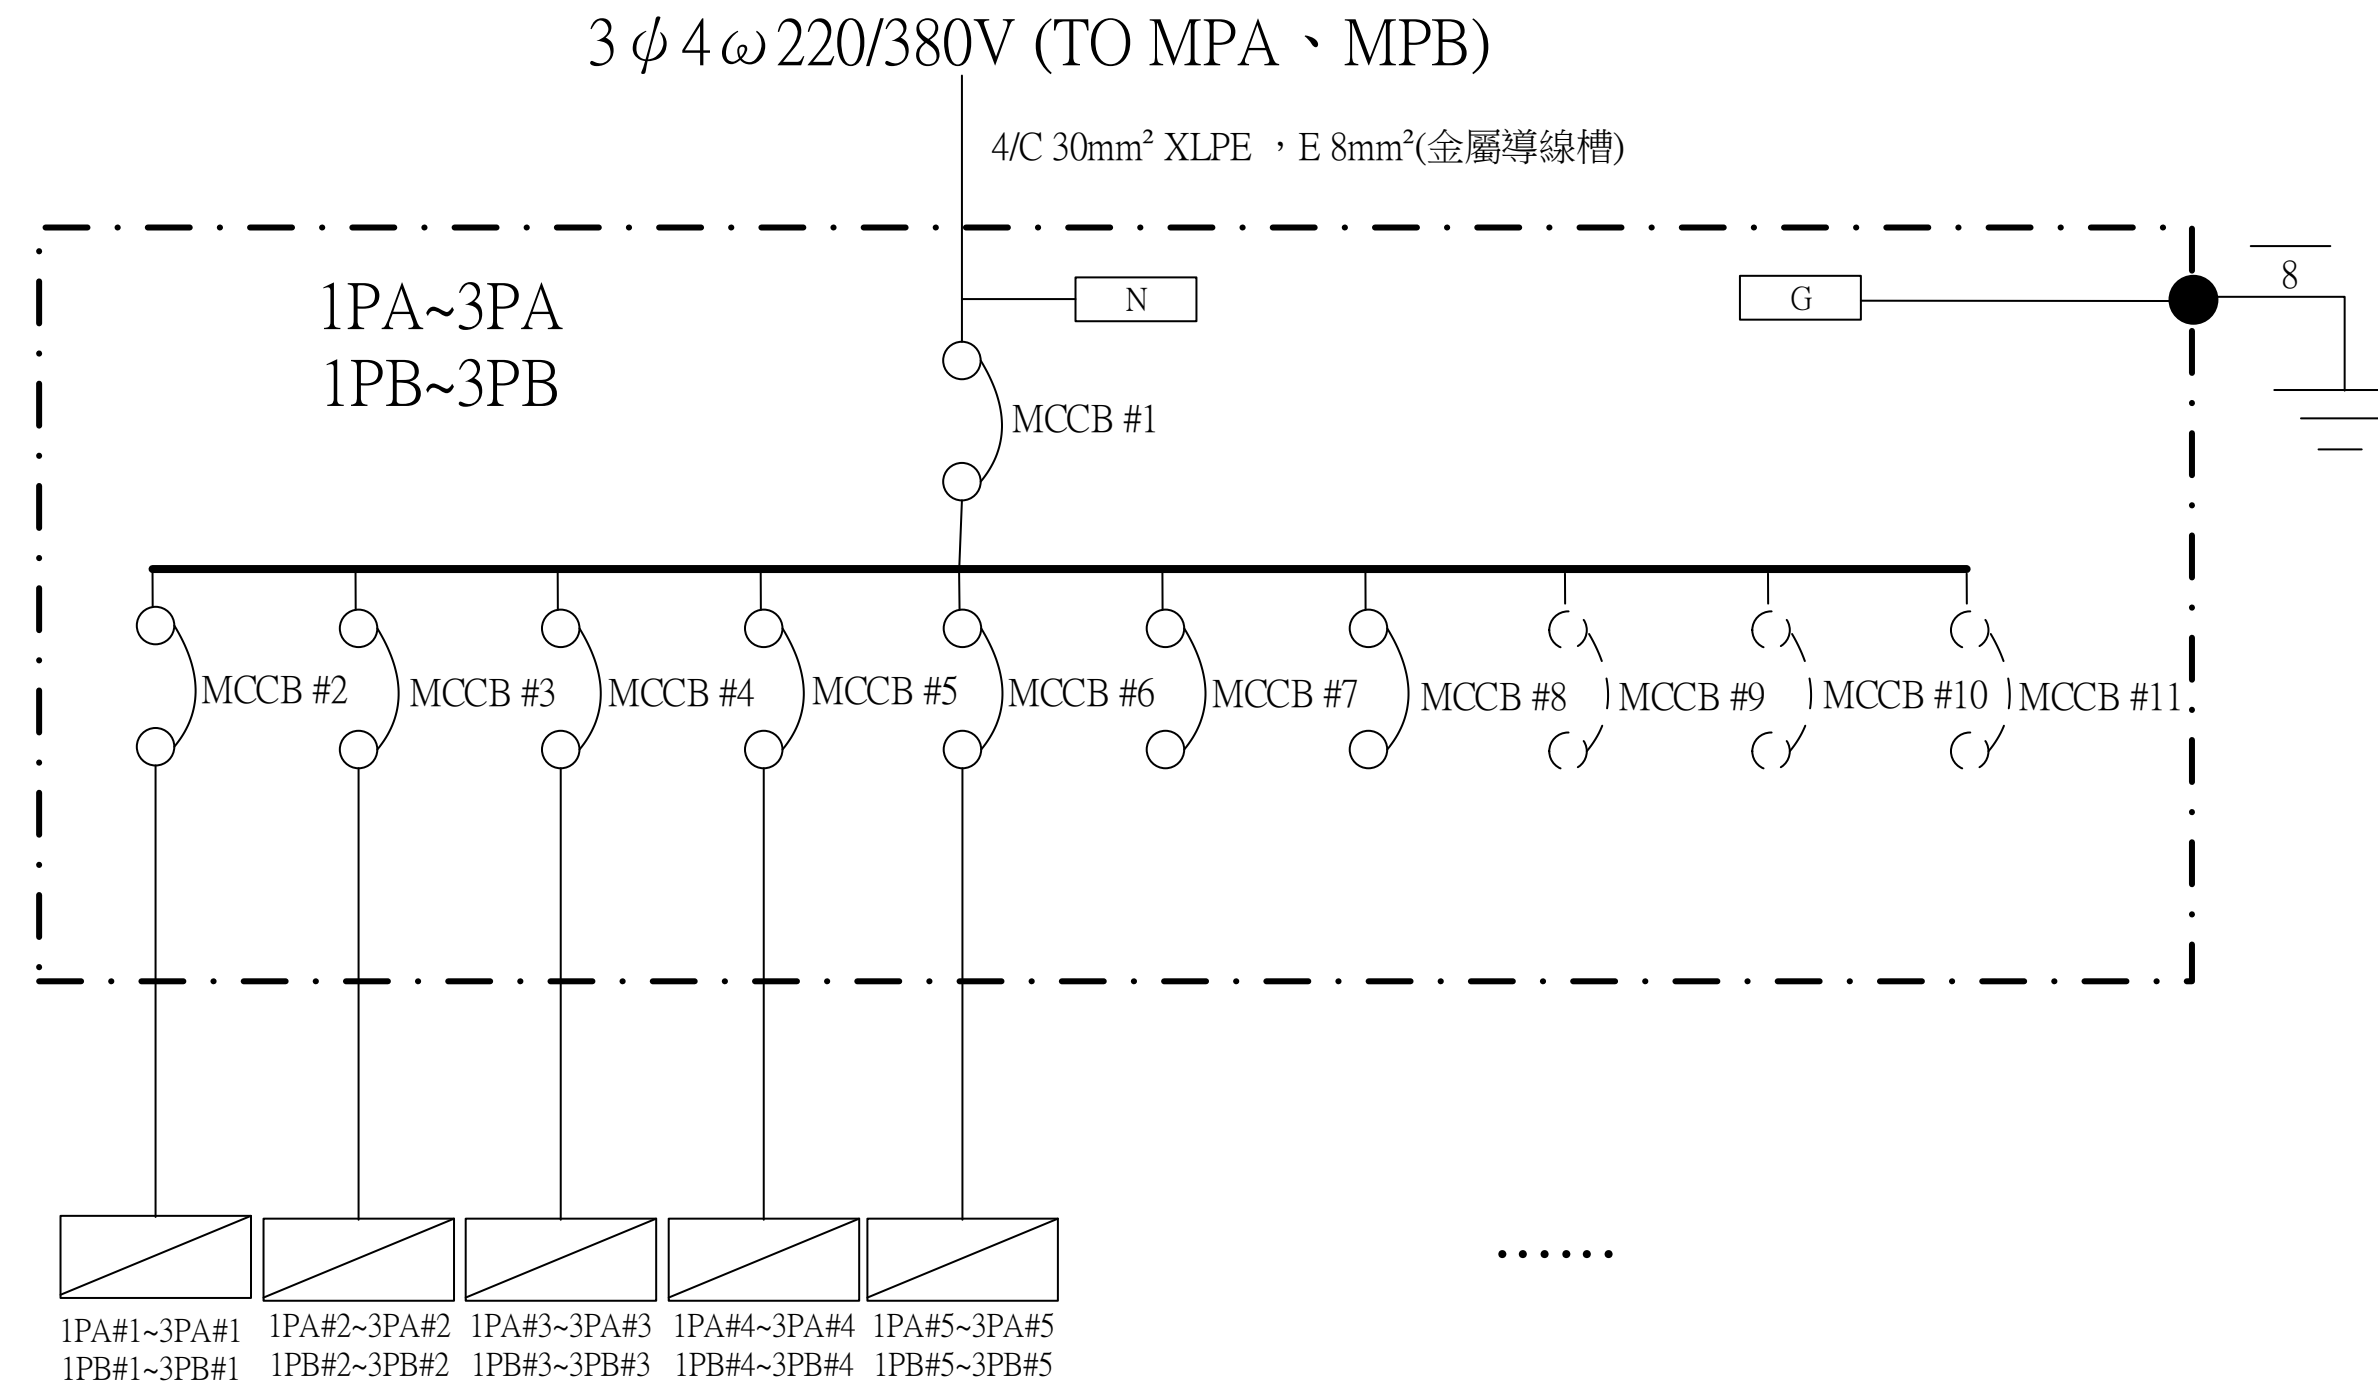 3ψ4ω220/380V (TO MPA、MPB)
4/C 30mm² XLPE ，E 8mm²(金屬導線槽)
8
1PA~3PA
1PB~3PB
N
G
MCCB #1
MCCB #2
MCCB #3
MCCB #4
MCCB #5
MCCB #6
MCCB #7
MCCB #8
MCCB #9
MCCB #10
MCCB #11
......
1PA#1~3PA#1
1PB#1~3PB#1
1PA#2~3PA#2
1PB#2~3PB#2
1PA#3~3PA#3
1PB#3~3PB#3
1PA#4~3PA#4
1PB#4~3PB#4
1PA#5~3PA#5
1PB#5~3PB#5